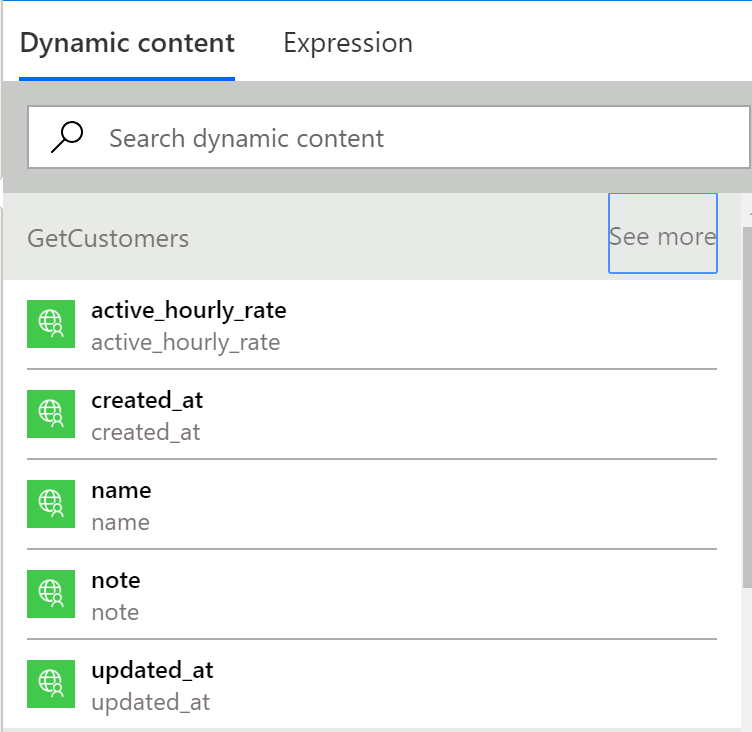 Dynamic content Expression
Search dynamic content
GetCustomers See more
active_hourly_rate
active_hourly_rate
created_at
created_at
name
name
note
note
updated_at
updated_at